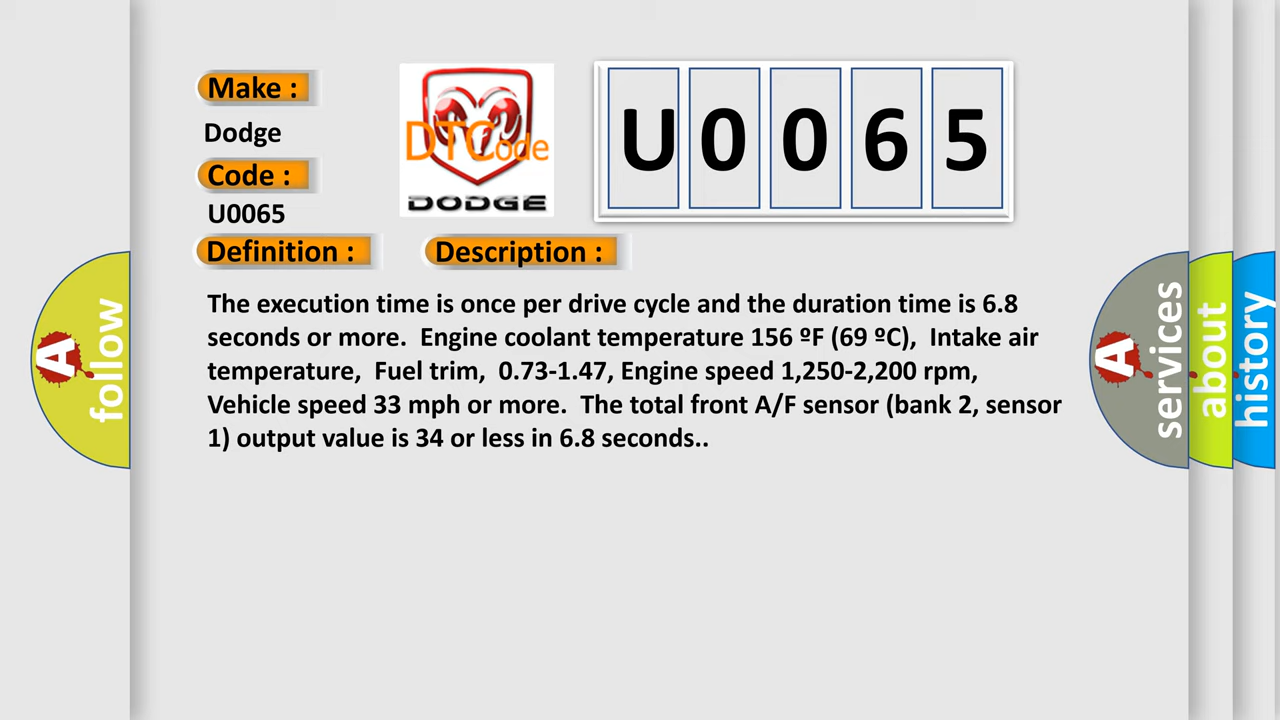 Make :
Dodge
Code :
U0065
DTCode
DODGE
U0065
Definition :
Description :
The execution time is once per drive cycle and the duration time is 6.8
seconds or more. Engine coolant temperature 156 ºF (69 ºC), Intake air
temperature, Fuel trim, 0.73-1.47, Engine speed 1,250-2,200 rpm,
Vehicle speed 33 mph or more. The total front A/F sensor (bank 2, sensor
1) output value is 34 or less in 6.8 seconds..
A
follow
A
services
about
history